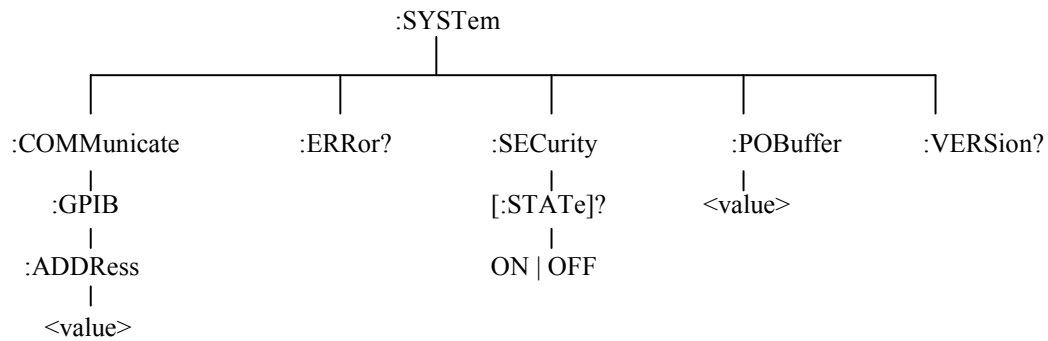 :SYSTem
:COMMunicate :ERRor? :SECurity :POBuffer :VERSion?
:GPIB [:STATe]? <value>
:ADDRess ON | OFF
<value>